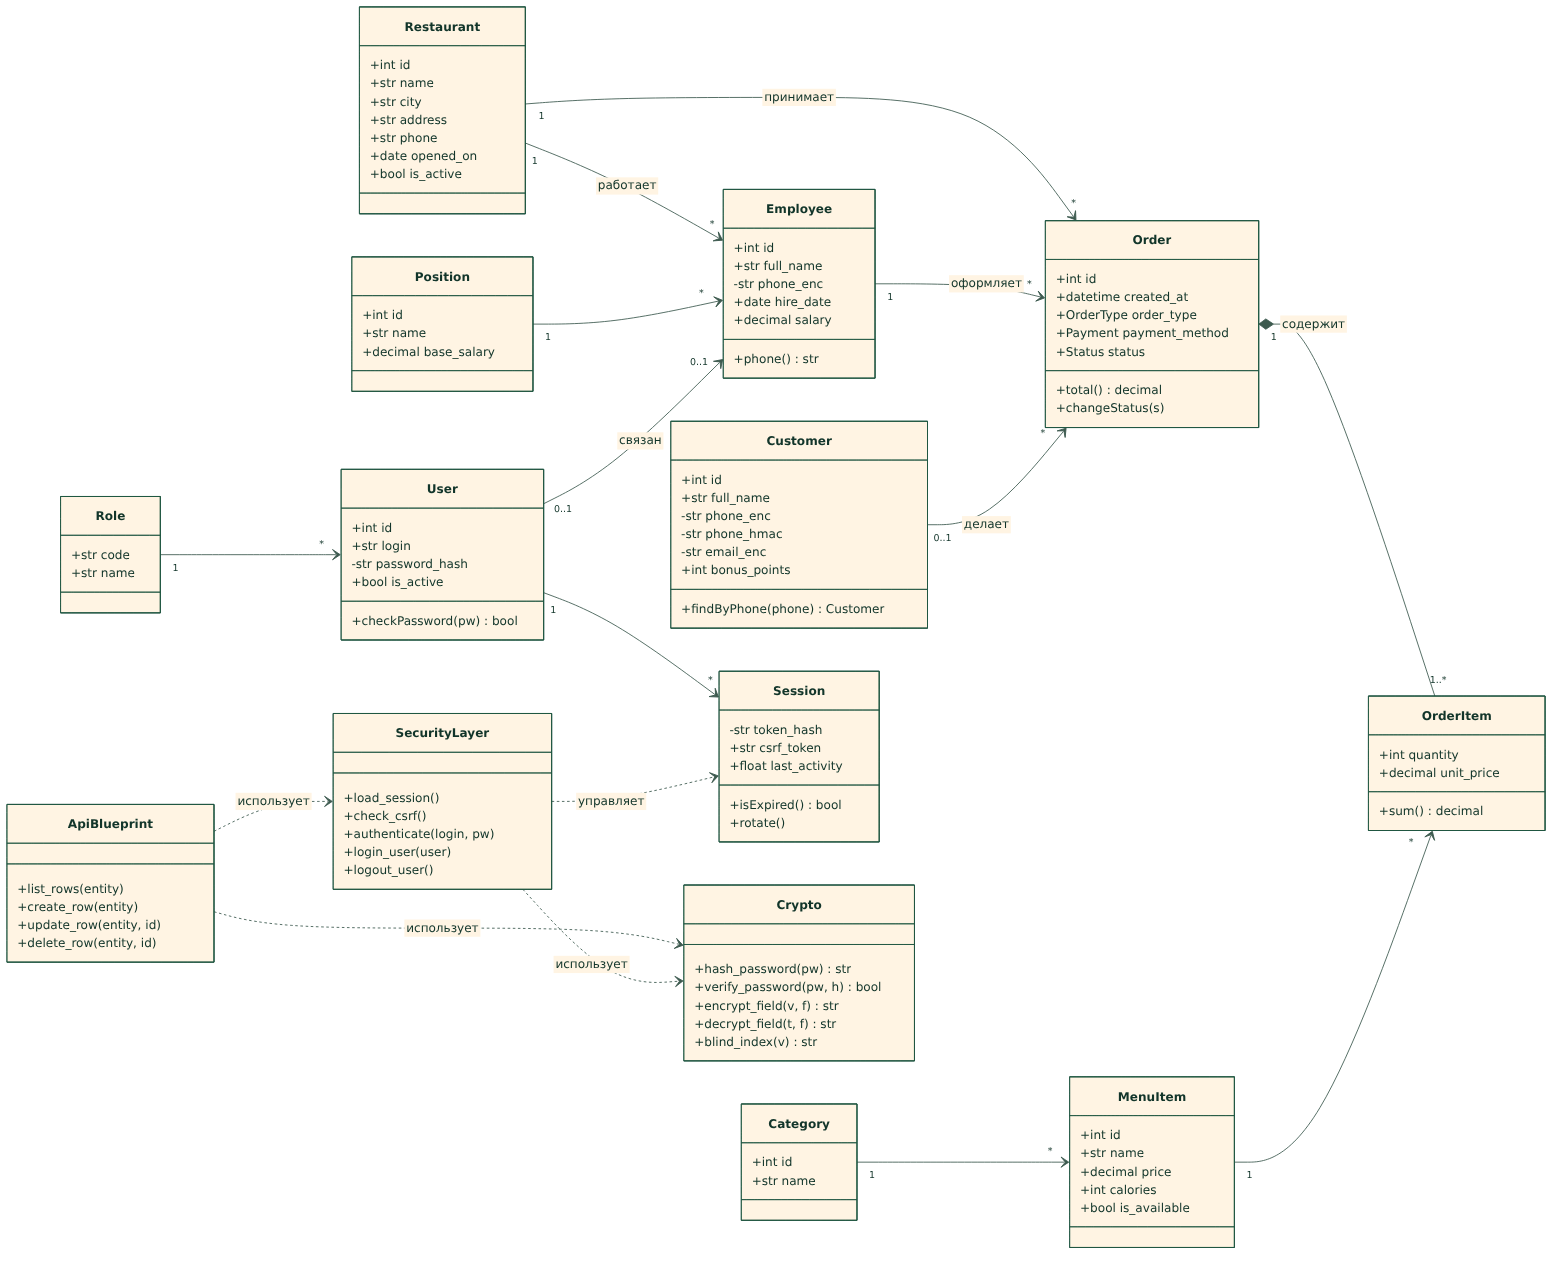 Restaurant
+int id
+str name
+str city
+str address
+str phone
+date opened_on
+bool is_active
принимает
1
*
1
работает
*
Employee
+int id
+str full_name
-str phone_enc
+date hire_date
+decimal salary
+phone() : str
Position
+int id
+str name
+decimal base_salary
1
*
1
оформляет
*
Order
+int id
+datetime created_at
+OrderType order_type
+Payment payment_method
+Status status
+total() : decimal
+changeStatus(s)
1
содержит
1..*
0..1
связан
0..1
Customer
+int id
+str full_name
-str phone_enc
-str phone_hmac
-str email_enc
+int bonus_points
+findByPhone(phone) : Customer
0..1
делает
*
Role
+str code
+str name
1
*
User
+int id
+str login
-str password_hash
+bool is_active
+checkPassword(pw) : bool
1
*
Session
-str token_hash
+str csrf_token
+float last_activity
+isExpired() : bool
+rotate()
SecurityLayer
+load_session()
+check_csrf()
+authenticate(login, pw)
+login_user(user)
+logout_user()
управляет
использует
ApiBlueprint
+list_rows(entity)
+create_row(entity)
+update_row(entity, id)
+delete_row(entity, id)
использует
использует
Crypto
+hash_password(pw) : str
+verify_password(pw, h) : bool
+encrypt_field(v, f) : str
+decrypt_field(t, f) : str
+blind_index(v) : str
OrderItem
+int quantity
+decimal unit_price
+sum() : decimal
*
Category
+int id
+str name
1
*
MenuItem
+int id
+str name
+decimal price
+int calories
+bool is_available
1